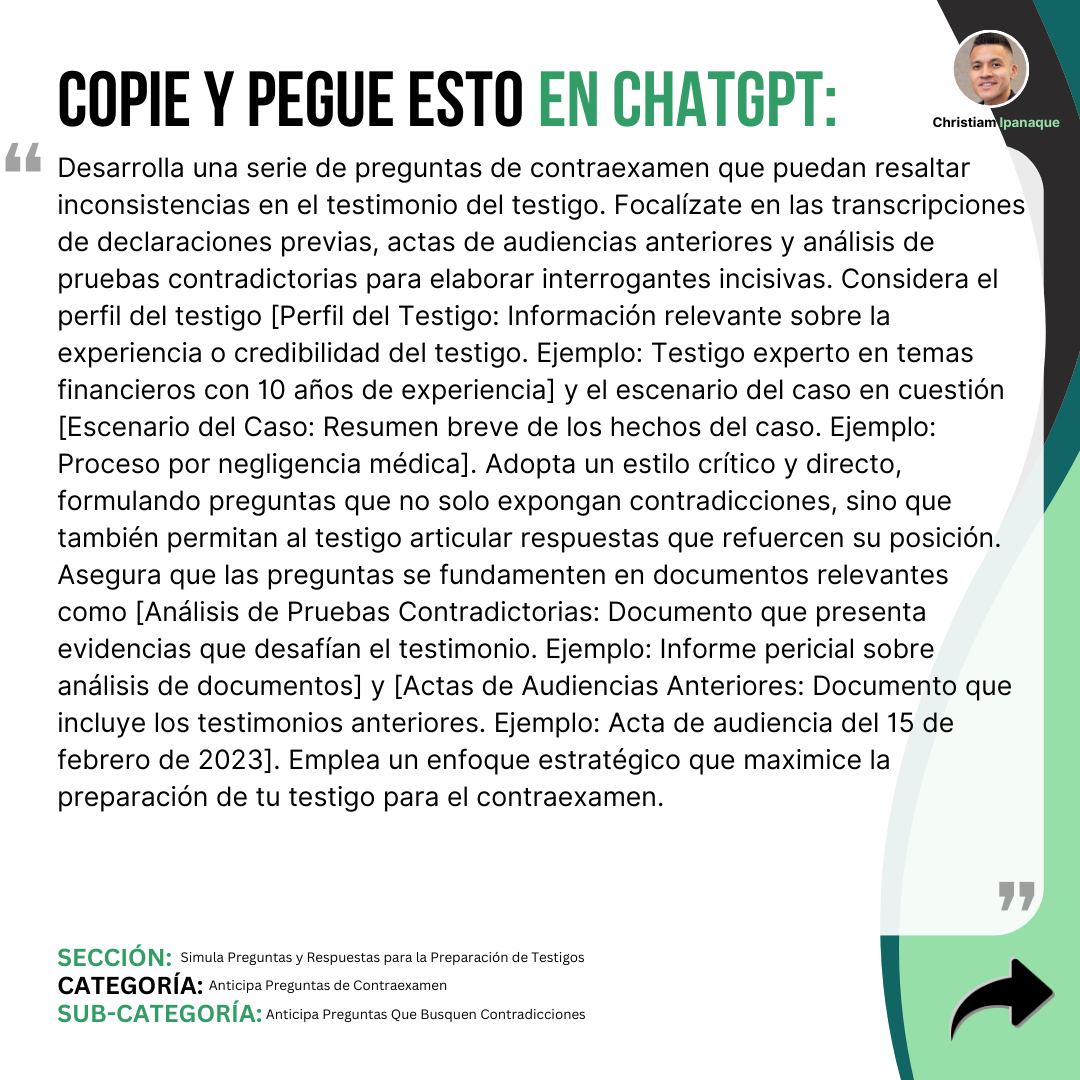 COPIE Y PEGUE ESTO EN CHATGPT:
Christiam Ipanaque
“
Desarrolla una serie de preguntas de contraexamen que puedan resaltar
inconsistencias en el testimonio del testigo. Focalízate en las transcripciones
de declaraciones previas, actas de audiencias anteriores y análisis de
pruebas contradictorias para elaborar interrogantes incisivas. Considera el
perfil del testigo [Perfil del Testigo: Información relevante sobre la
experiencia o credibilidad del testigo. Ejemplo: Testigo experto en temas
financieros con 10 años de experiencia] y el escenario del caso en cuestión
[Escenario del Caso: Resumen breve de los hechos del caso. Ejemplo:
Proceso por negligencia médica]. Adopta un estilo crítico y directo,
formulando preguntas que no solo expongan contradicciones, sino que
también permitan al testigo articular respuestas que refuercen su posición.
Asegura que las preguntas se fundamenten en documentos relevantes
como [Análisis de Pruebas Contradictorias: Documento que presenta
evidencias que desafían el testimonio. Ejemplo: Informe pericial sobre
análisis de documentos] y [Actas de Audiencias Anteriores: Documento que
incluye los testimonios anteriores. Ejemplo: Acta de audiencia del 15 de
febrero de 2023]. Emplea un enfoque estratégico que maximice la
preparación de tu testigo para el contraexamen.
”
SECCIÓN: Simula Preguntas y Respuestas para la Preparación de Testigos
CATEGORÍA: Anticipa Preguntas de Contraexamen
SUB-CATEGORÍA: Anticipa Preguntas Que Busquen Contradicciones